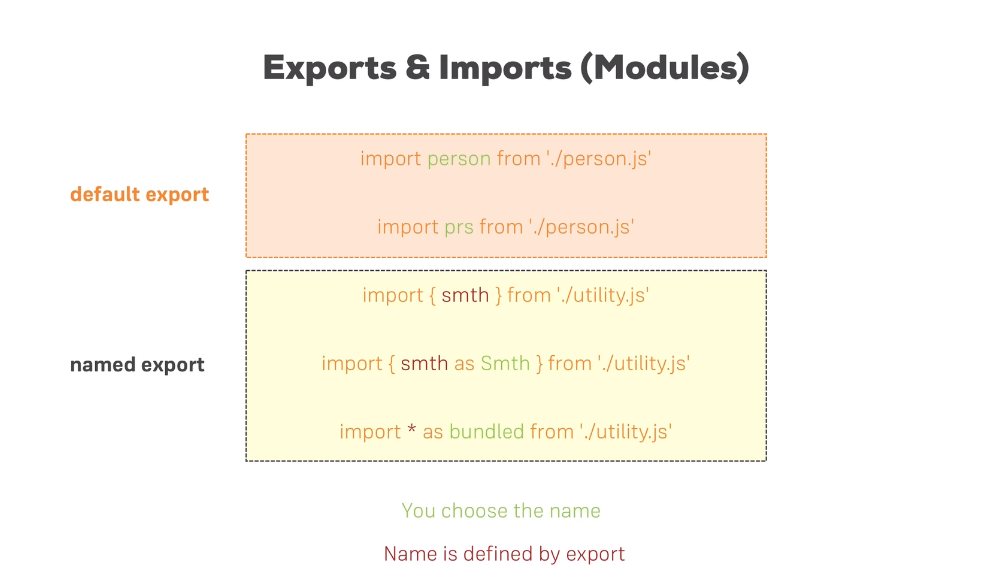 Exports & Imports (Modules)
default export
import person from './person.js'
import prs from './person.js'
named export
import { smth } from './utility.js'
import { smth as Smth } from './utility.js'
import * as bundled from './utility.js'
You choose the name
Name is defined by export